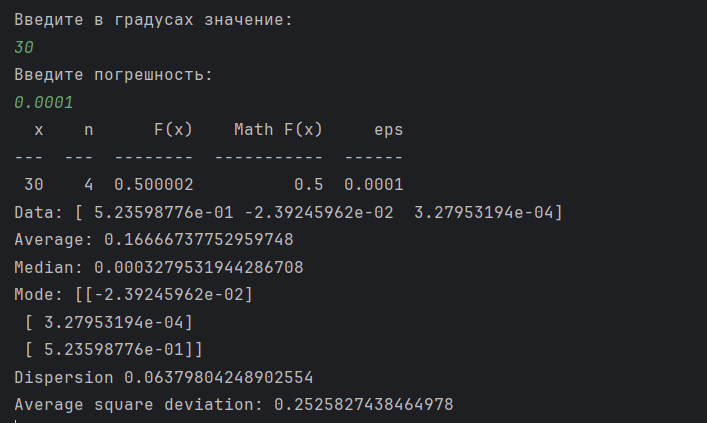 Введите в градусах значение:
30
Введите погрешность:
0.0001
  x    n      F(x)    Math F(x)     eps
---  ---  --------  -----------  ------
 30    4  0.500002          0.5  0.0001
Data: [ 5.23598776e-01 -2.39245962e-02  3.27953194e-04]
Average: 0.16666737752959748
Median: 0.0003279531944286708
Mode: [[-2.39245962e-02]
 [ 3.27953194e-04]
 [ 5.23598776e-01]]
Dispersion 0.06379804248902554
Average square deviation: 0.2525827438464978